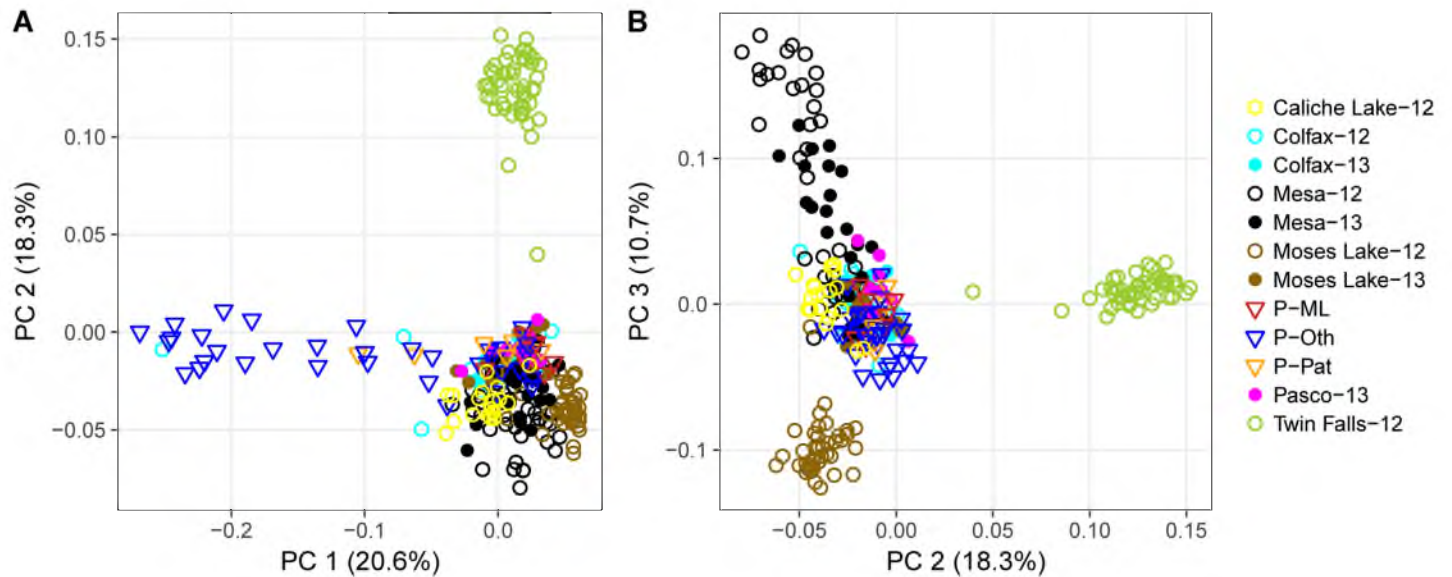 A
0.15
0.10
0.05
0.00
−0.05
PC 2 (18.3%)
−0.2
−0.1
0.0
PC 1 (20.6%)
B
0.1
0.0
−0.1
PC 3 (10.7%)
−0.05
0.00
0.05
0.10
0.15
PC 2 (18.3%)
Caliche Lake−12
Colfax−12
Colfax−13
Mesa−12
Mesa−13
Moses Lake−12
Moses Lake−13
P−ML
P−Oth
P−Pat
Pasco−13
Twin Falls−12